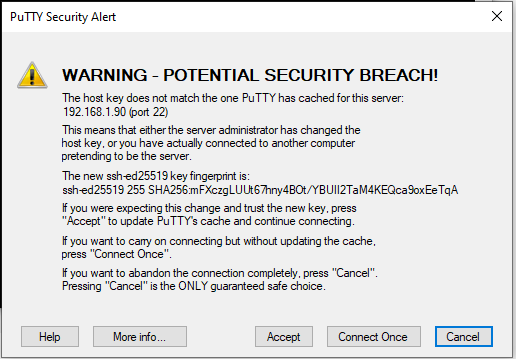 PuTTY Security Alert
WARNING - POTENTIAL SECURITY BREACH!
The host key does not match the one PuTTY has cached for this server:
192.168.1.90 (port 22)
This means that either the server administrator has changed the
host key, or you have actually connected to another computer
pretending to be the server.
The new ssh-ed25519 key fingerprint is:
ssh-ed25519 255 SHA256:mFXczgLUUt67hny4BOt/YBUII2TaM4KEQca9oxEeTqA
If you were expecting this change and trust the new key, press
"Accept" to update PuTTY's cache and continue connecting.
If you want to carry on connecting but without updating the cache,
press "Connect Once".
If you want to abandon the connection completely, press "Cancel".
Pressing "Cancel" is the ONLY guaranteed safe choice.
Help
More info...
Accept
Connect Once
Cancel